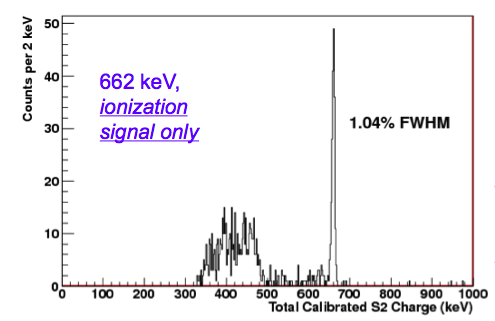 Counts per 2 keV
50
40
30
20
10
0
662 keV,
ionization
signal only
1.04% FWHM
0 100 200 300 400 500 600 700 800 900 1000
Total Calibrated S2 Charge (keV)